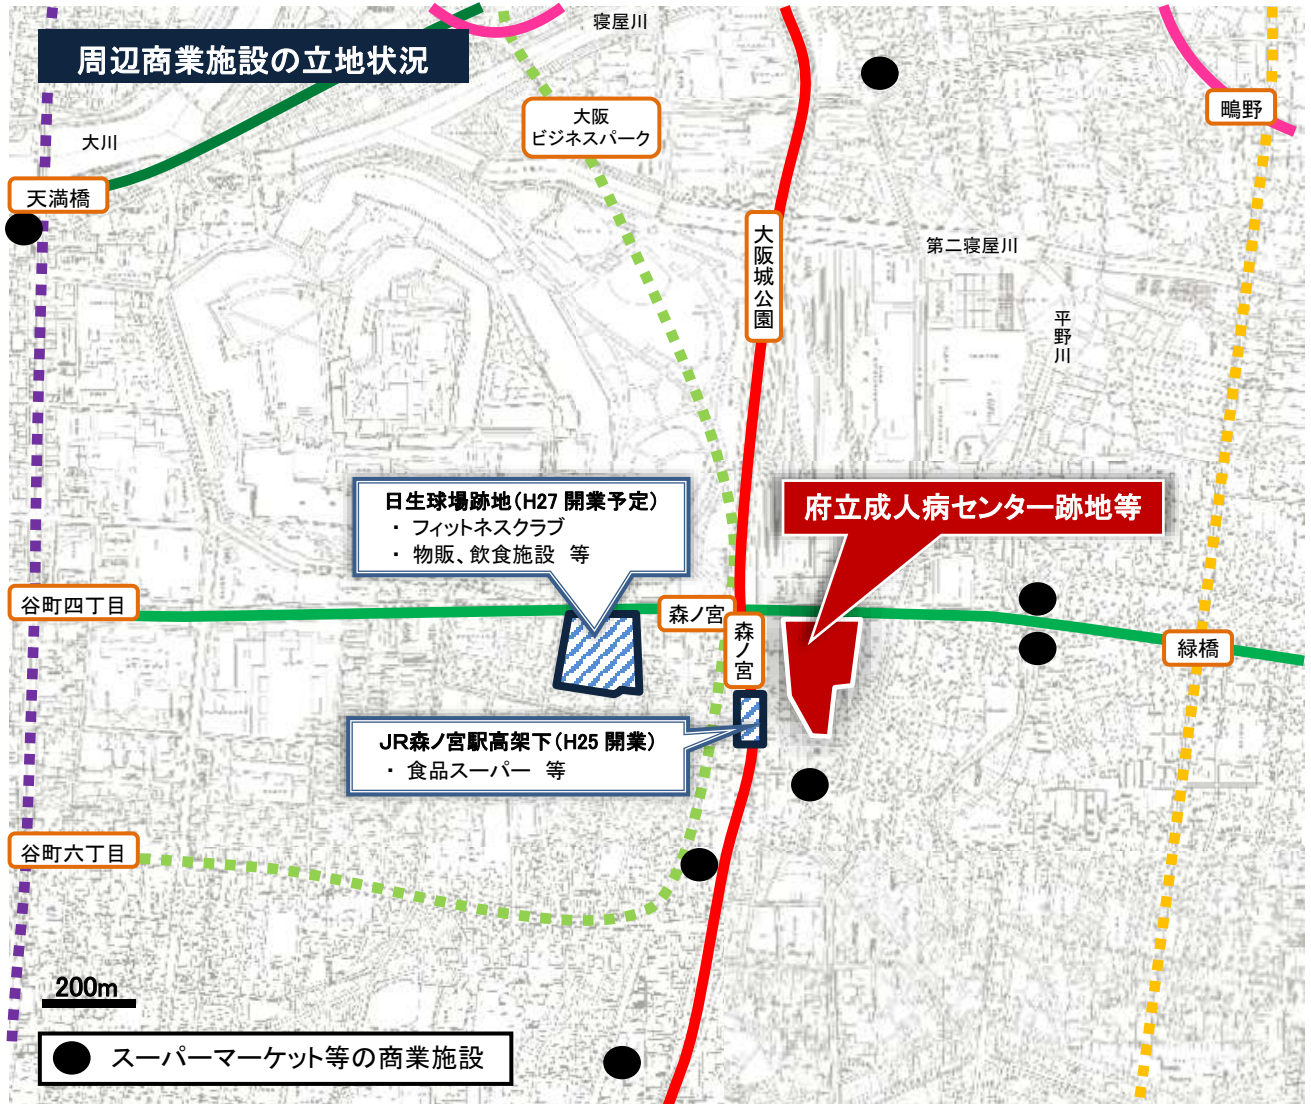 周辺商業施設の立地状況
寝屋川
大川
大阪
ビジネスパーク
鴫野
天満橋
大阪城公園
第二寝屋川
平野川
日生球場跡地(H27 開業予定)
・ フィットネスクラブ
・ 物販、飲食施設 等
府立成人病センター跡地等
谷町四丁目
森ノ宮
森ノ宮
緑橋
JR森ノ宮駅高架下(H25 開業)
・ 食品スーパー 等
谷町六丁目
200m
スーパーマーケット等の商業施設